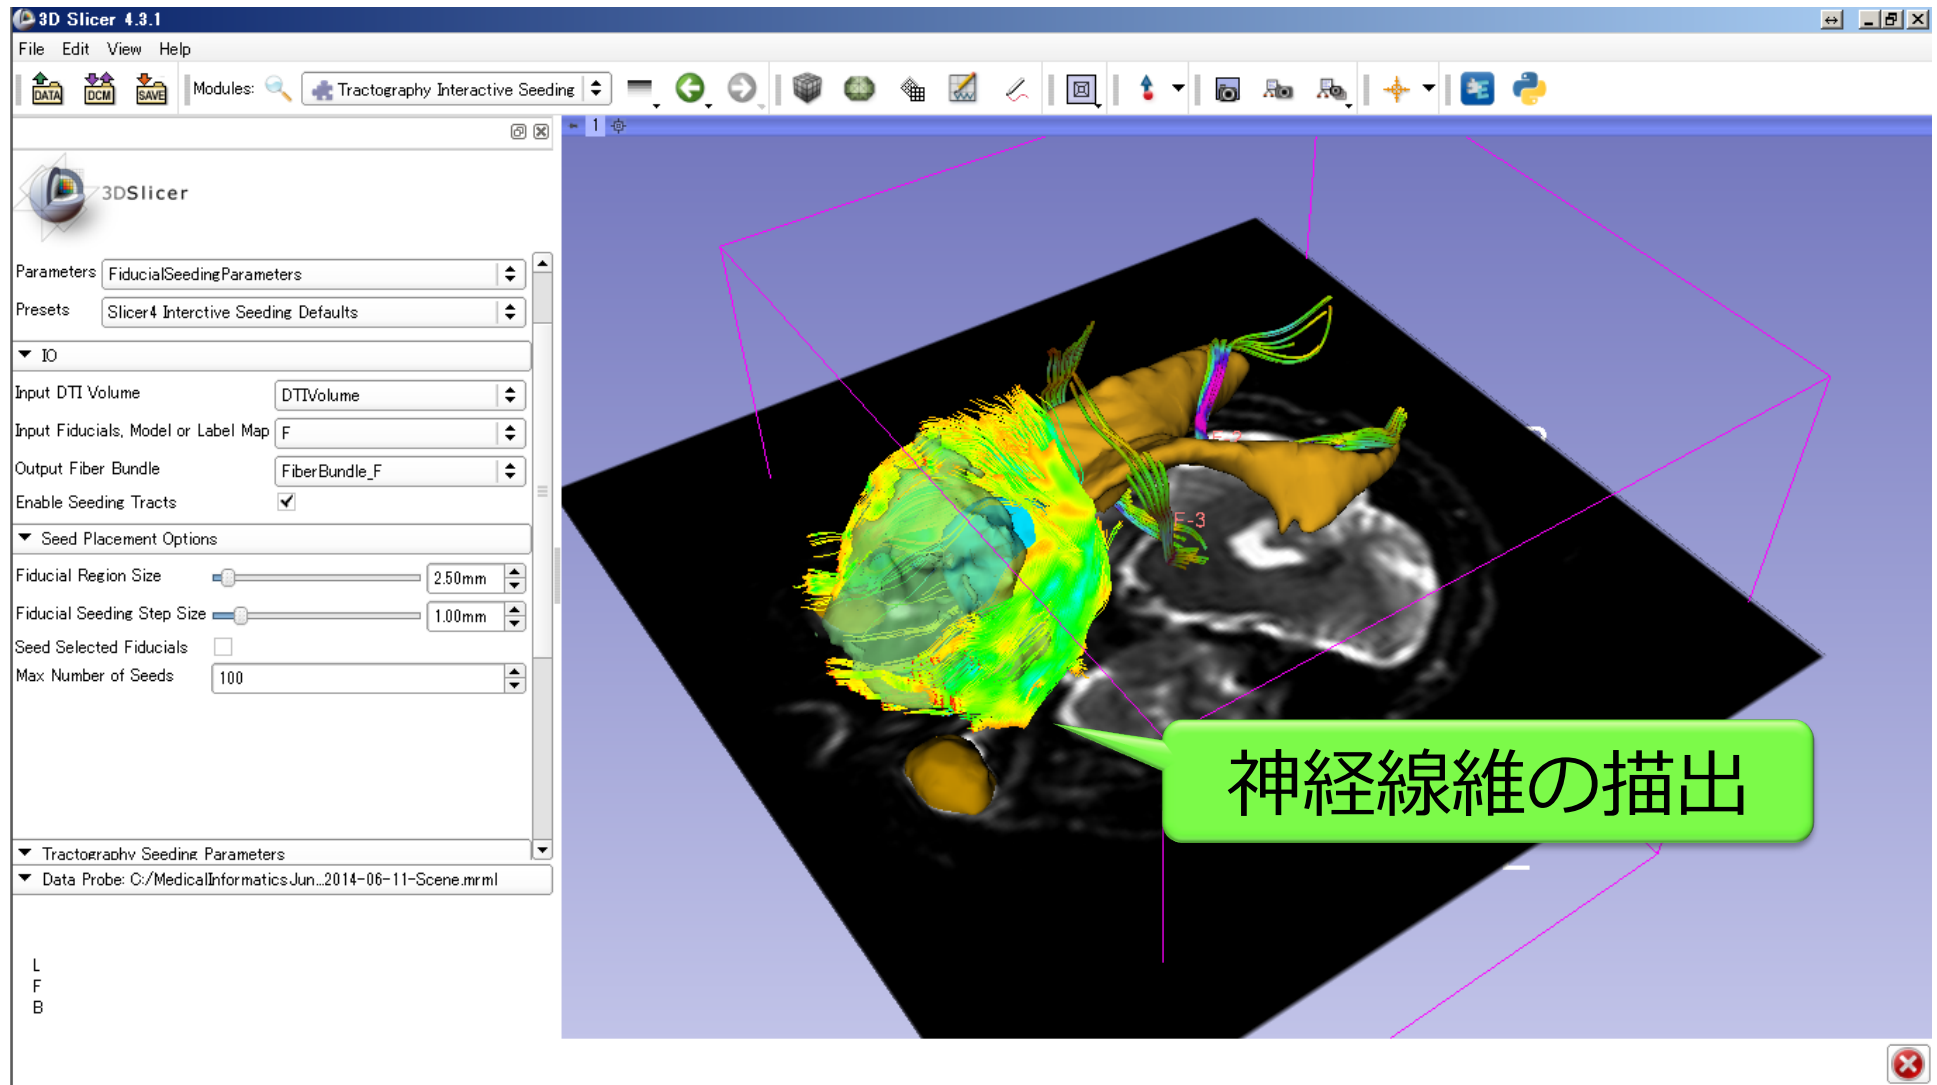 3D Slicer 4.3.1
File Edit View Help
DATA DCM SAVE Modules: Tractography Interactive Seeding
1
3DSlicer
Parameters FiducialSeedingParameters
Presets Slicer4 Interctive Seeding Defaults
IO
Input DTI Volume DTIVolume
Input Fiducials, Model or Label Map F
Output Fiber Bundle FiberBundle_F
Enable Seeding Tracts
Seed Placement Options
Fiducial Region Size 2.50mm
Fiducial Seeding Step Size 1.00mm
Seed Selected Fiducials
Max Number of Seeds 100
Tractography Seeding Parameters
Data Probe: C:/MedicalInformaticsJun...2014-06-11-Scene.mrml
L
F
B
F-3
神経線維の描出